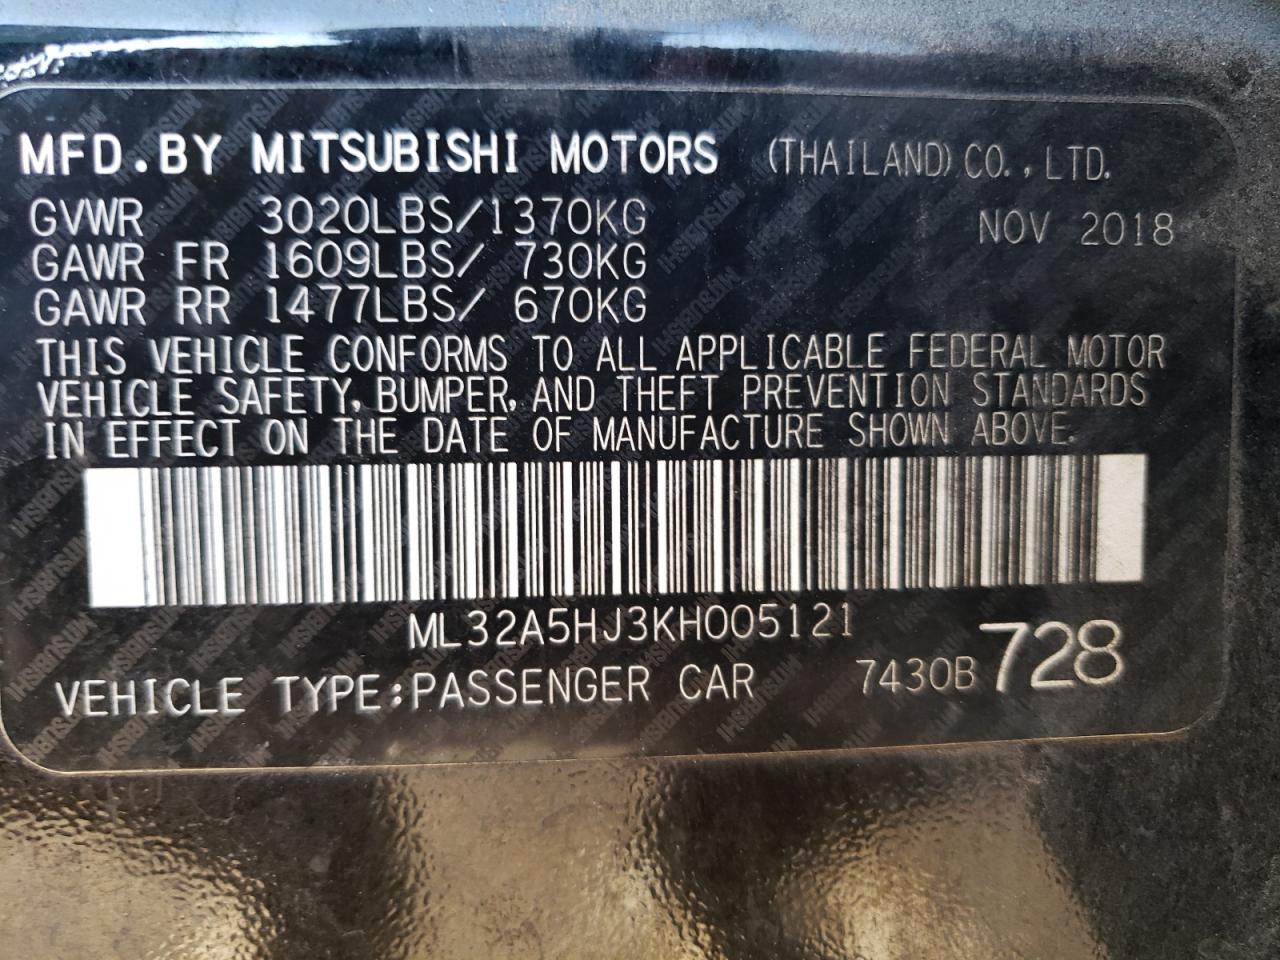 MFD.BY MITSUBISHI MOTORS (THAILAND) CO., LTD.
GVWR 3020LBS/1370KG NOV 2018
GAWR FR 1609LBS/ 730KG
GAWR RR 1477LBS/ 670KG
THIS VEHICLE CONFORMS TO ALL APPLICABLE FEDERAL MOTOR
VEHICLE SAFETY, BUMPER, AND THEFT PREVENTION STANDARDS
IN EFFECT ON THE DATE OF MANUFACTURE SHOWN ABOVE.
ML32A5HJ3KH005121
VEHICLE TYPE:PASSENGER CAR 7430B 728